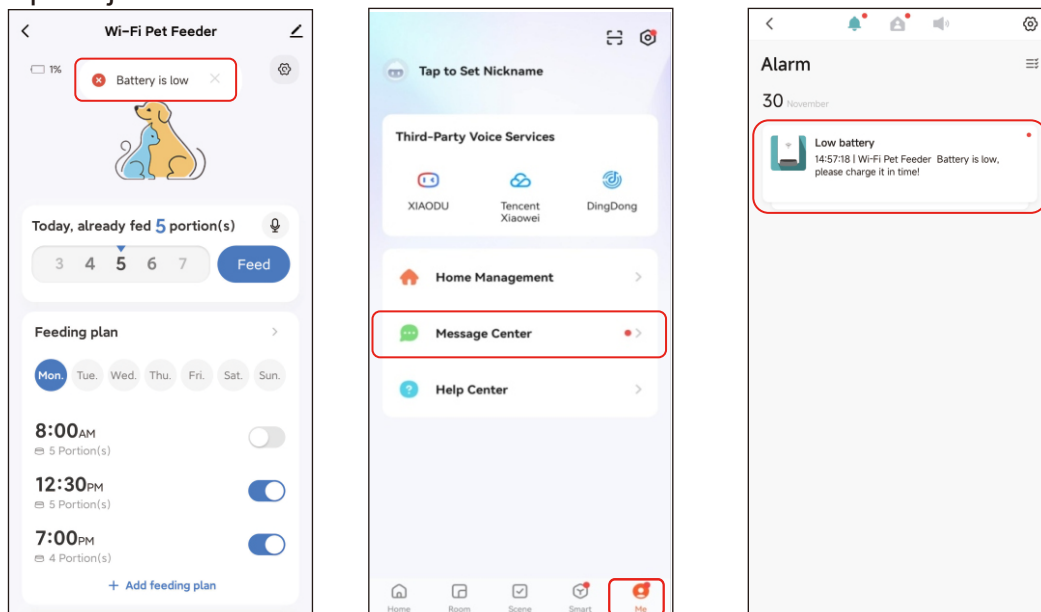 Wi-Fi Pet Feeder
1%
Battery is low
Today, already fed 5 portion(s)
3 4 5 6 7 Feed
Feeding plan
Mon. Tue. Wed. Thu. Fri. Sat. Sun.
8:00AM
5 Portion(s)
12:30PM
5 Portion(s)
7:00PM
4 Portion(s)
+ Add feeding plan
Tap to Set Nickname
Third-Party Voice Services
XIAODU
Tencent
Xiaowei
DingDong
Home Management
Message Center
Help Center
Home Room Scene Smart Me
Alarm
30 November
Low battery
14:57:18 | Wi-Fi Pet Feeder Battery is low,
please charge it in time!